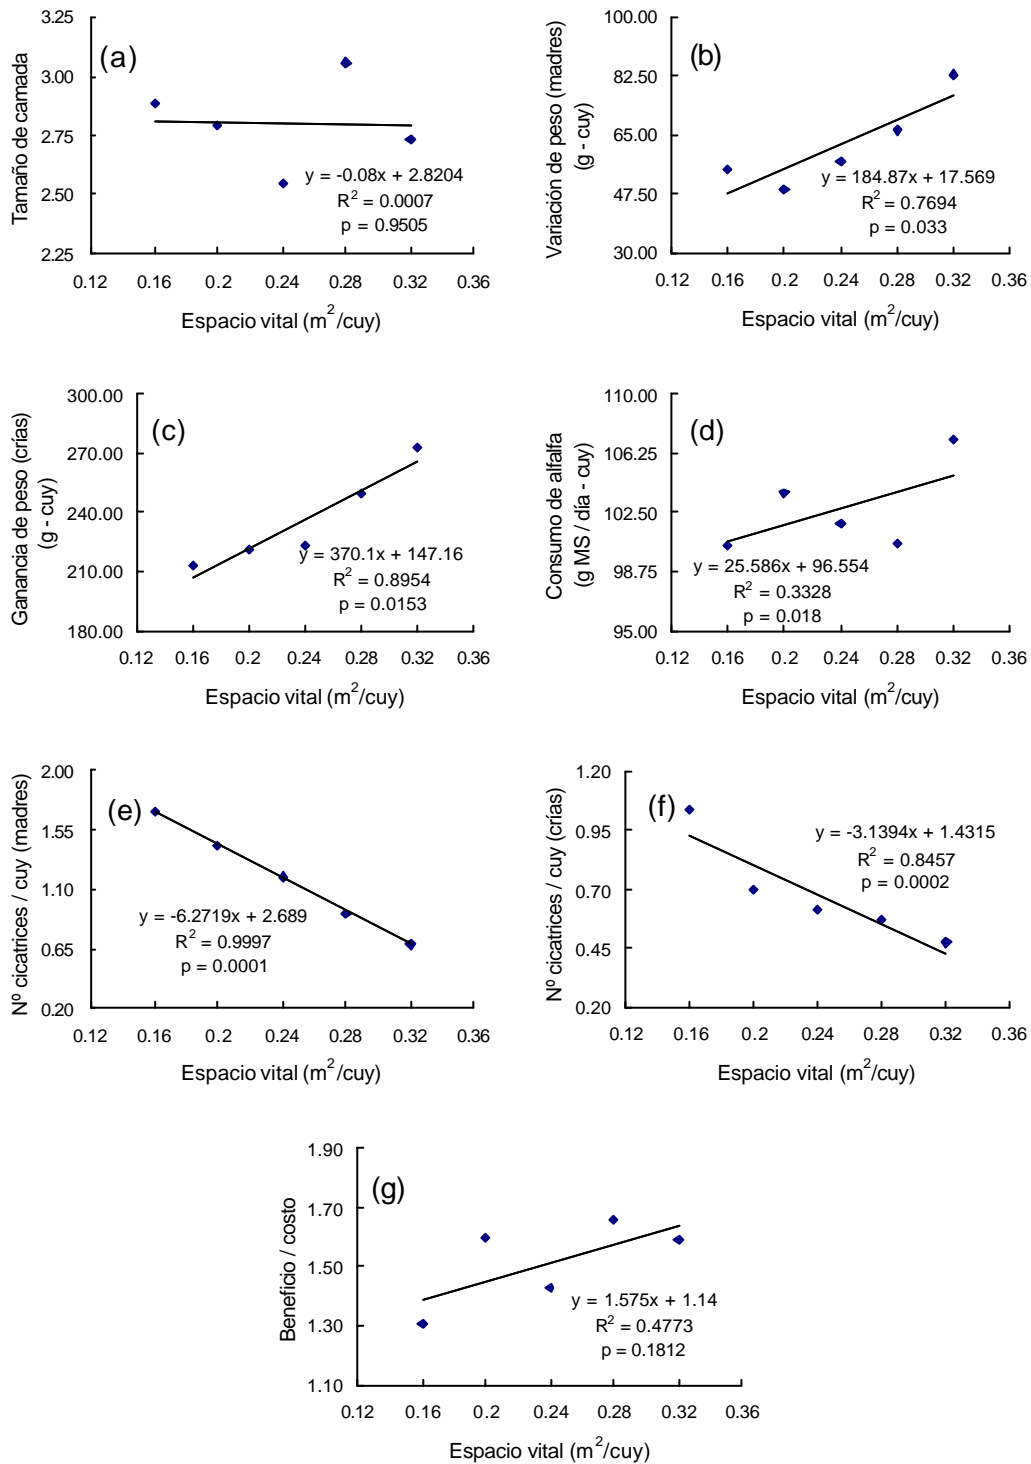 (a)
Tamaño de camada
3.25
3.00
2.75
2.50
2.25
y = -0.08x + 2.8204
R² = 0.0007
p = 0.9505
0.12 0.16 0.2 0.24 0.28 0.32 0.36
Espacio vital (m²/cuy)
(b)
Variación de peso (madres)
(g - cuy)
100.00
82.50
65.00
47.50
30.00
y = 184.87x + 17.569
R² = 0.7694
p = 0.033
0.12 0.16 0.2 0.24 0.28 0.32 0.36
Espacio vital (m²/cuy)
(c)
Ganancia de peso (crías)
(g - cuy)
300.00
270.00
240.00
210.00
180.00
y = 370.1x + 147.16
R² = 0.8954
p = 0.0153
0.12 0.16 0.2 0.24 0.28 0.32 0.36
Espacio vital (m²/cuy)
(d)
Consumo de alfalfa
(g MS / día - cuy)
110.00
106.25
102.50
98.75
95.00
y = 25.586x + 96.554
R² = 0.3328
p = 0.018
0.12 0.16 0.2 0.24 0.28 0.32 0.36
Espacio vital (m²/cuy)
(e)
Nº cicatrices / cuy (madres)
2.00
1.55
1.10
0.65
0.20
y = -6.2719x + 2.689
R² = 0.9997
p = 0.0001
0.12 0.16 0.2 0.24 0.28 0.32 0.36
Espacio vital (m²/cuy)
(f)
Nº cicatrices / cuy (crías)
1.20
0.95
0.70
0.45
0.20
y = -3.1394x + 1.4315
R² = 0.8457
p = 0.0002
0.12 0.16 0.2 0.24 0.28 0.32 0.36
Espacio vital (m²/cuy)
(g)
Beneficio / costo
1.90
1.70
1.50
1.30
1.10
y = 1.575x + 1.14
R² = 0.4773
p = 0.1812
0.12 0.16 0.2 0.24 0.28 0.32 0.36
Espacio vital (m²/cuy)